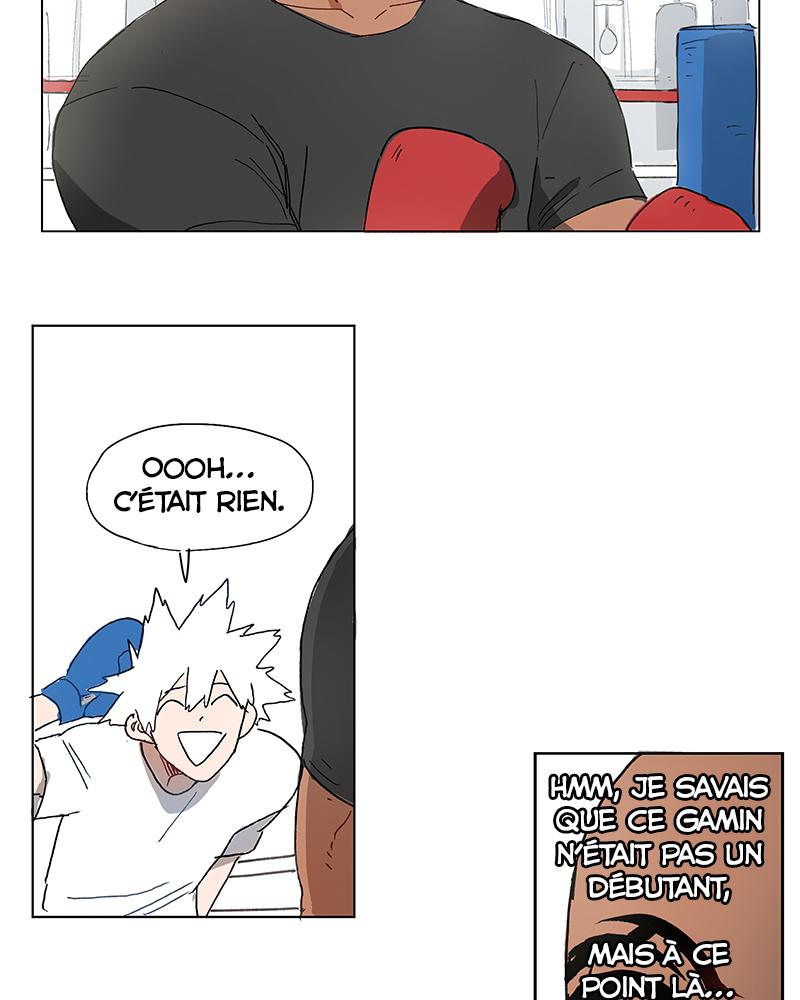 OOOH...
C'ÉTAIT RIEN.
HMM, JE SAVAIS
QUE CE GAMIN
N'ÉTAIT PAS UN
DÉBUTANT,
MAIS À CE
POINT LÀ...